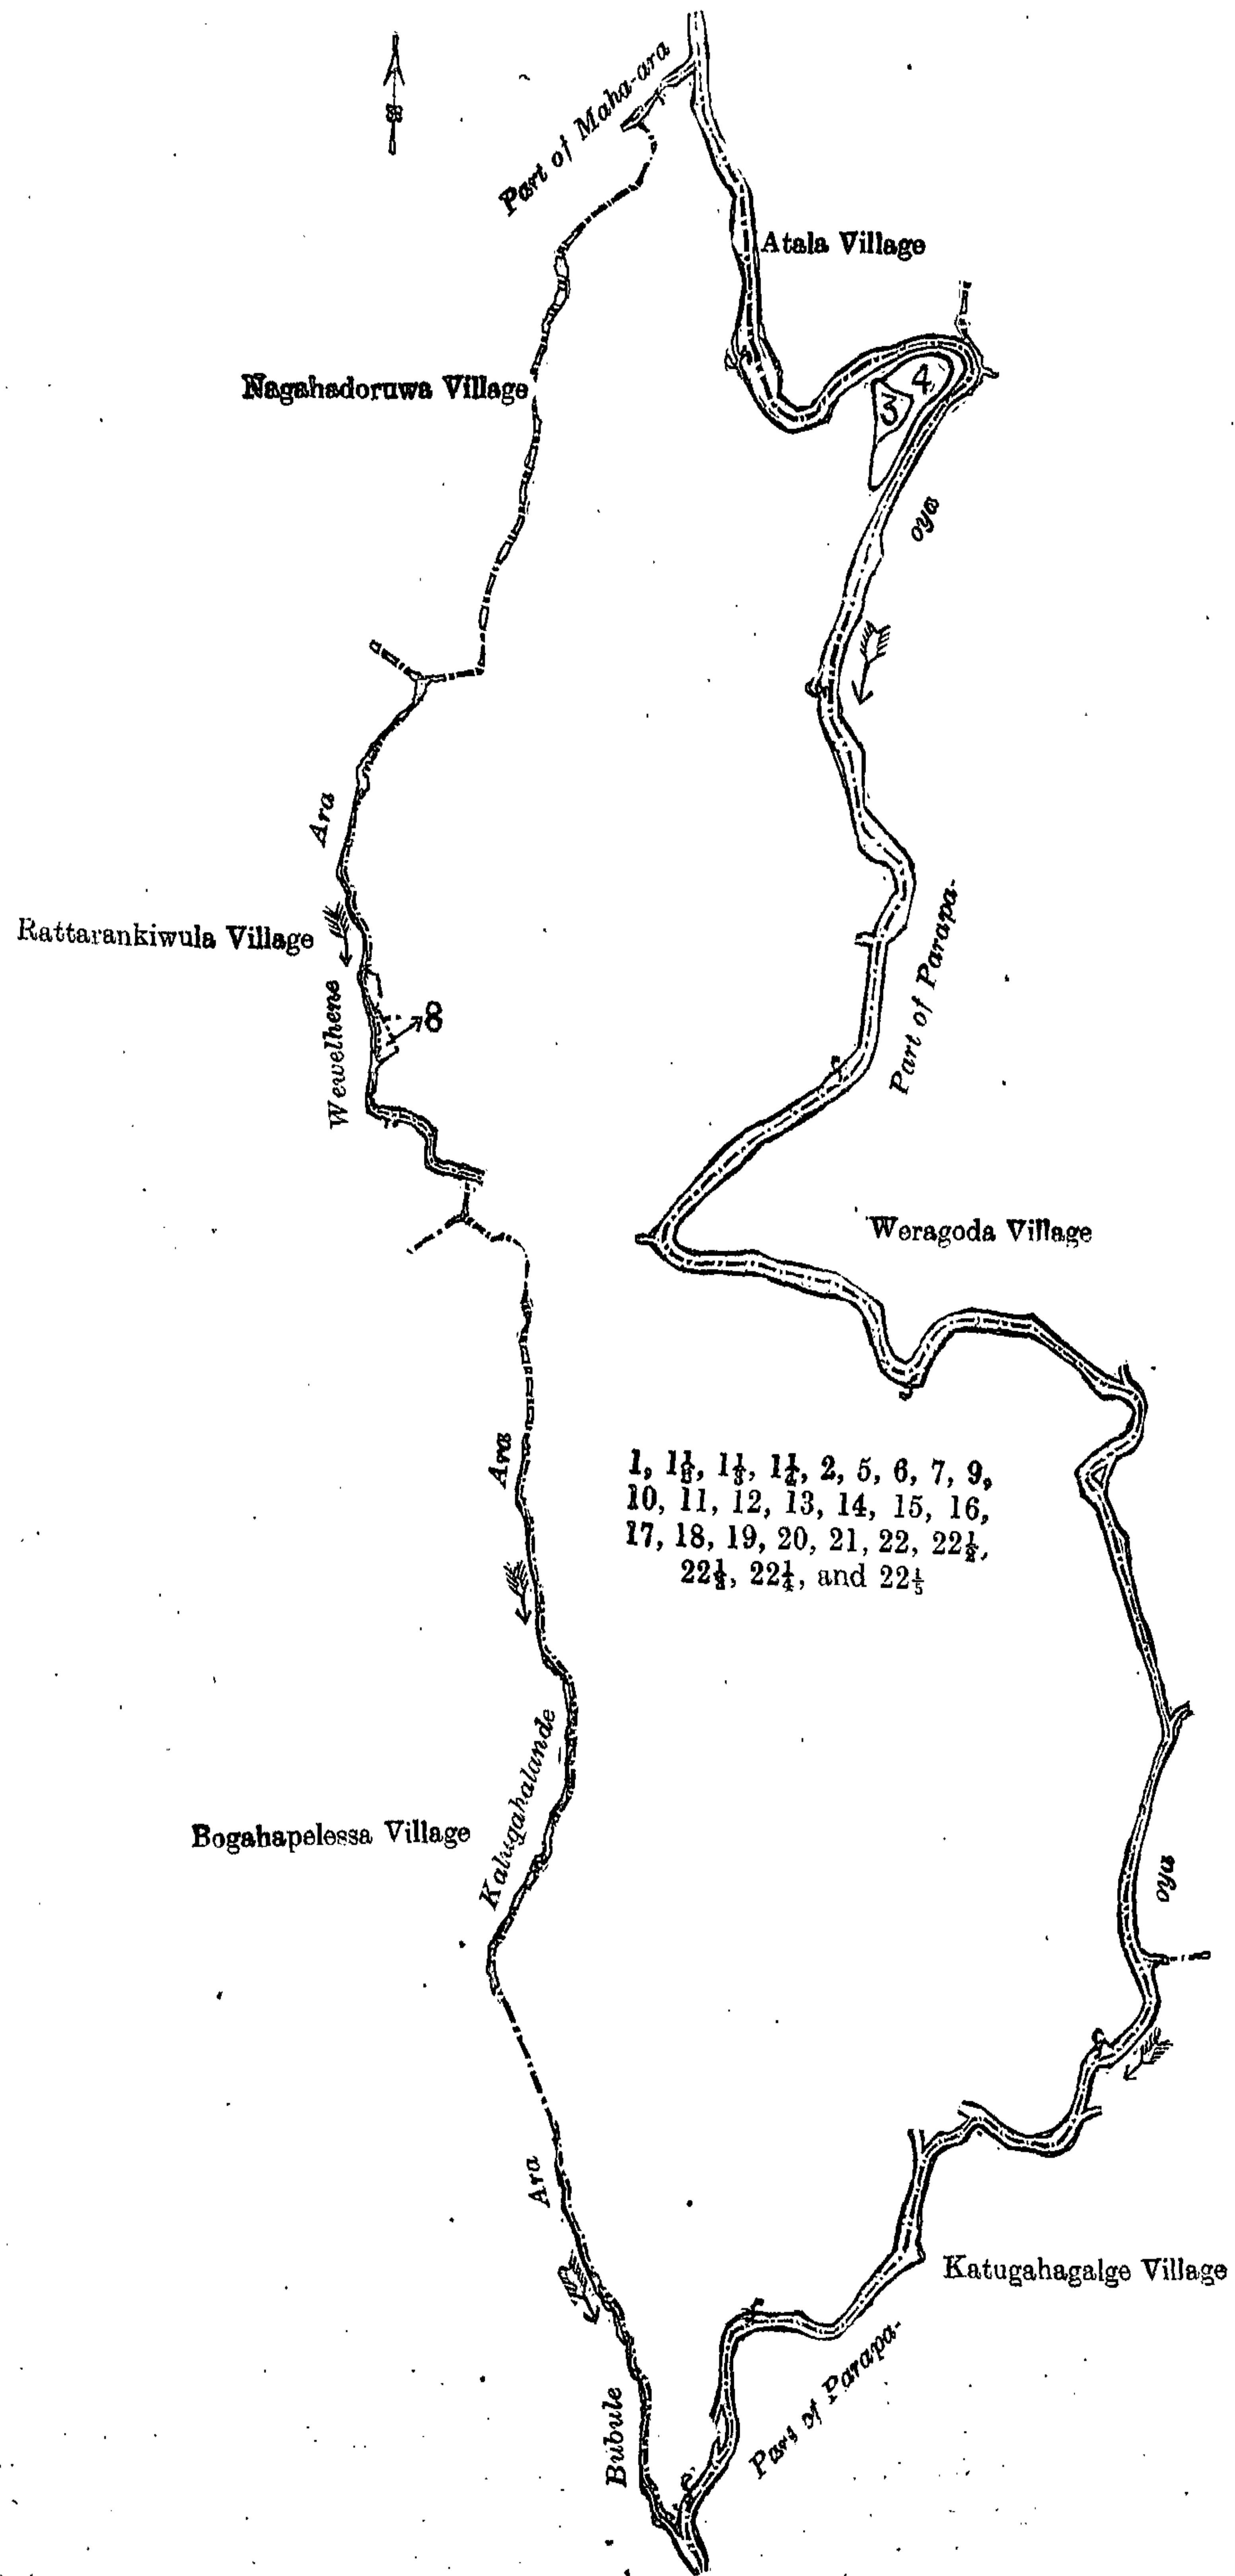 Part of Maha-ara
Atala Village
Nagahadoruwa Village
4
3
oya
Ara
Rattarankiwula Village
Wewelhene
8
Part of Parapa-
Weragoda Village
Ara
1, 1½, 1⅓, 1¼, 2, 5, 6, 7, 9,
10, 11, 12, 13, 14, 15, 16,
17, 18, 19, 20, 21, 22, 22½,
22⅓, 22¼, and 22⅕
Kalugahalande
Bogahapelessa Village
oya
Ara
Katugahagalge Village
Part of Parapa-
Bubule